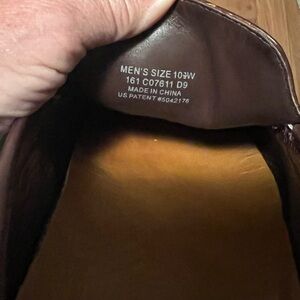 MEN'S SIZE 10½W
161 C07611 D9
MADE IN CHINA
US PATENT #5042176